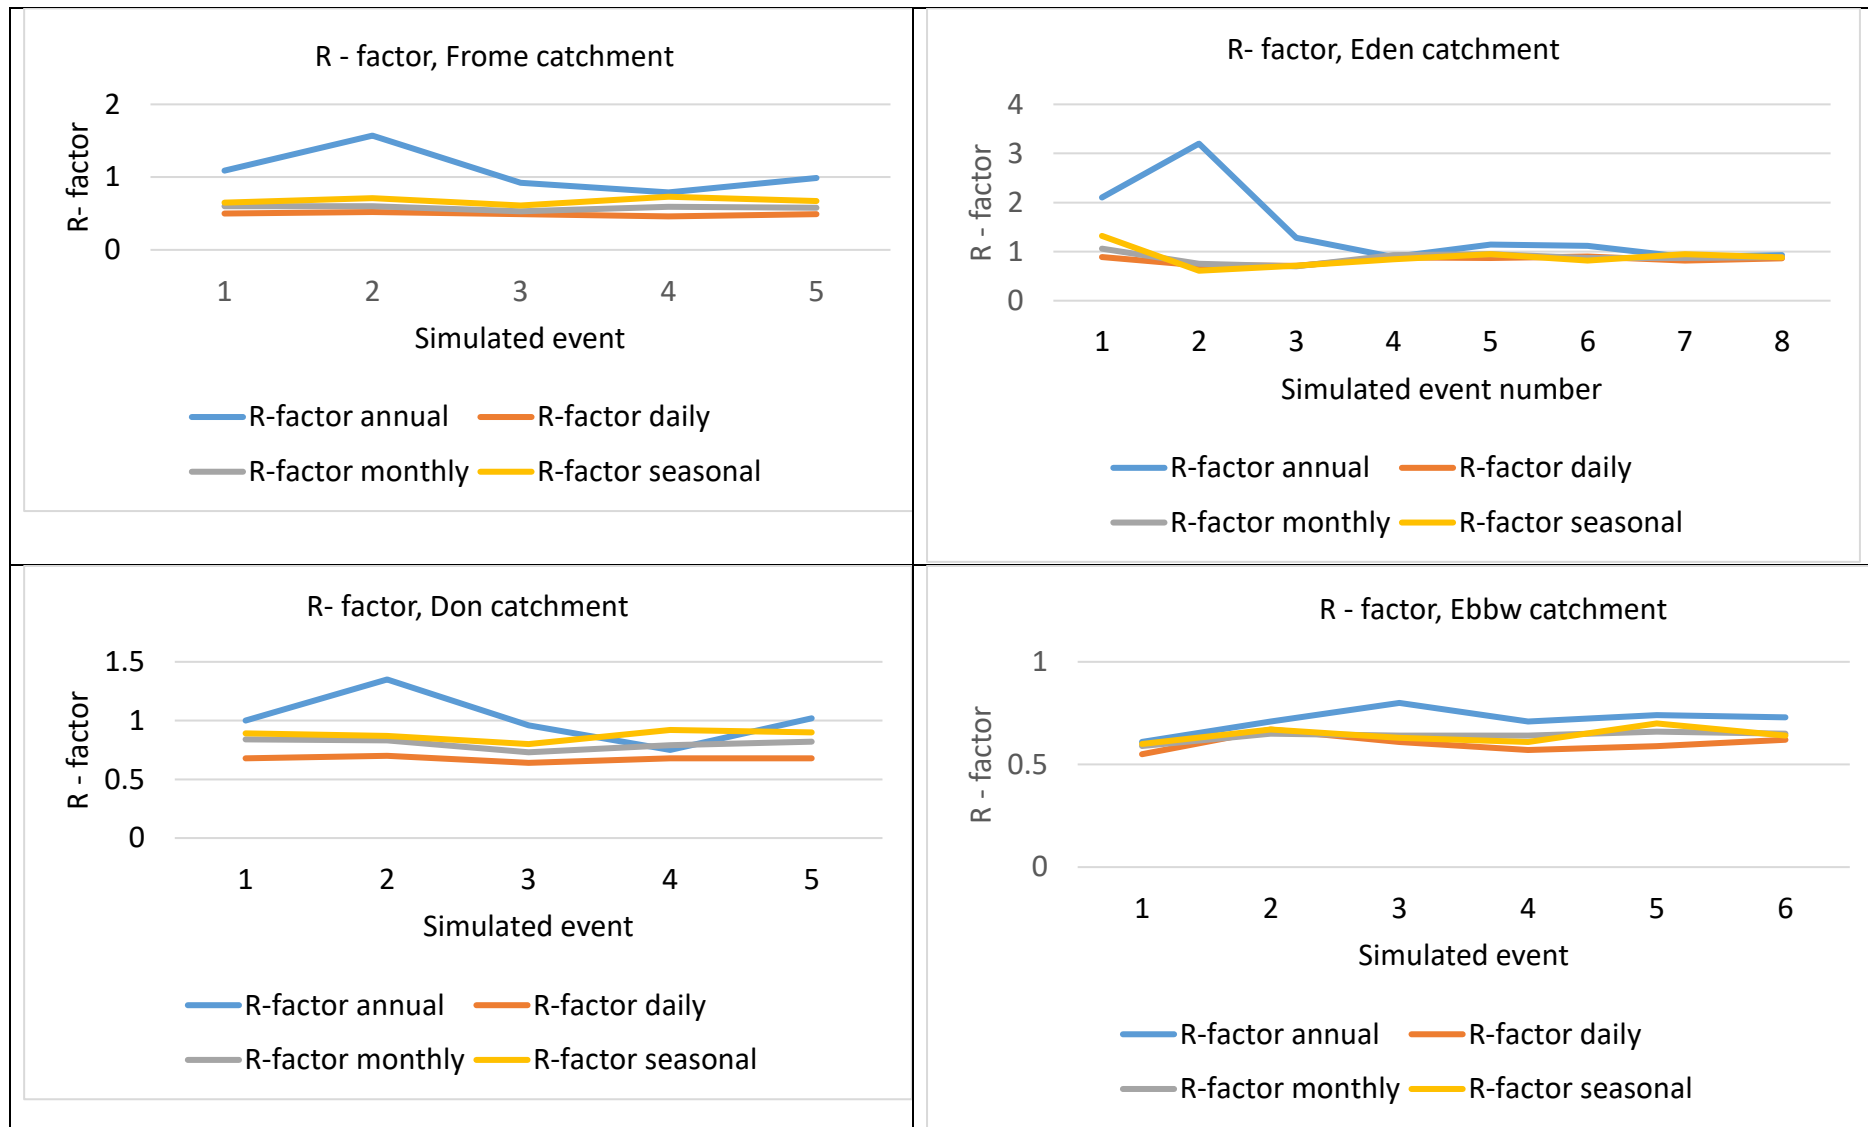 R - factor, Frome catchment
2
1
0
R- factor
1 2 3 4 5
Simulated event
R-factor annual R-factor daily
R-factor monthly R-factor seasonal
R- factor, Eden catchment
4
3
2
1
0
R - factor
1 2 3 4 5 6 7 8
Simulated event number
R-factor annual R-factor daily
R-factor monthly R-factor seasonal
R- factor, Don catchment
1.5
1
0.5
0
R - factor
1 2 3 4 5
Simulated event
R-factor annual R-factor daily
R-factor monthly R-factor seasonal
R - factor, Ebbw catchment
1
0.5
0
R - factor
1 2 3 4 5 6
Simulated event
R-factor annual R-factor daily
R-factor monthly R-factor seasonal